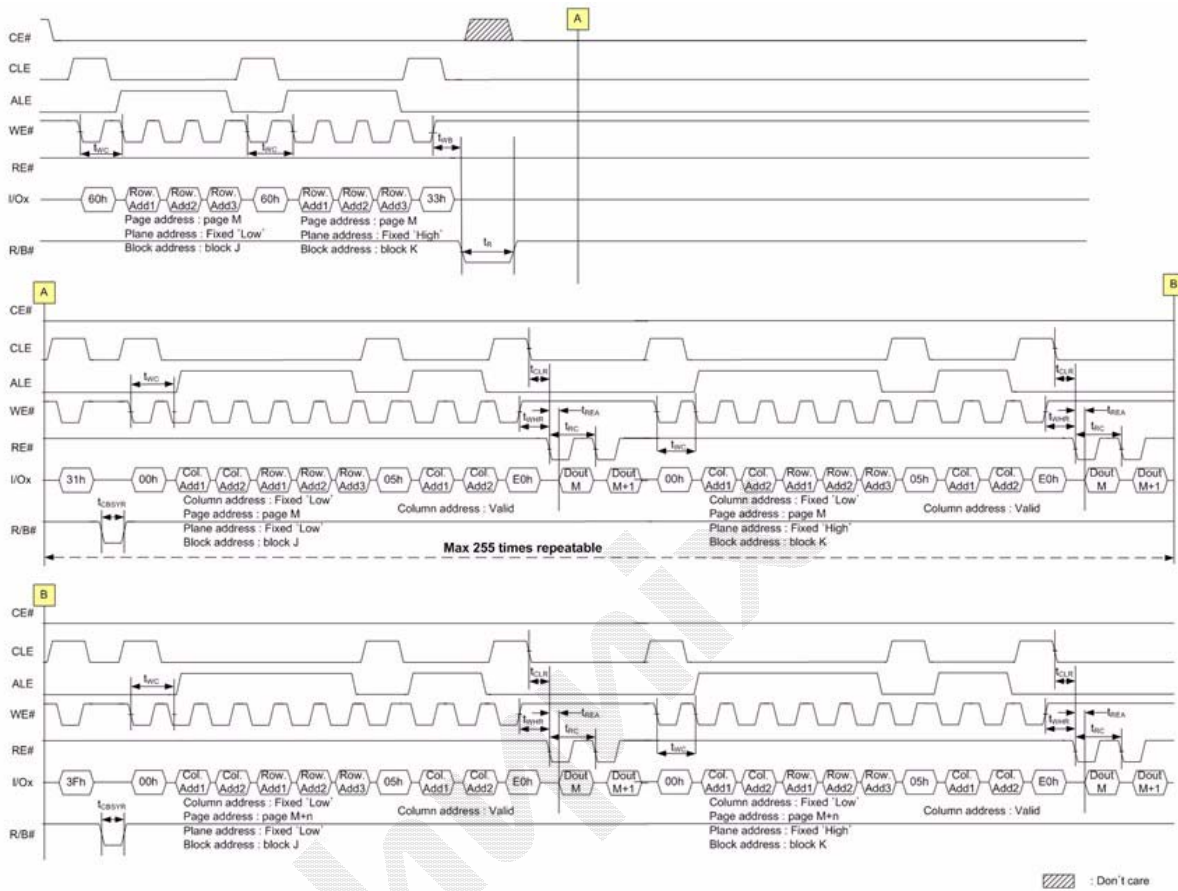 A
CE#
CLE
ALE
WE#
tWB
tWC tWC
RE#
I/Ox 60h Row. Add1 Row. Add2 Row. Add3 60h Row. Add1 Row. Add2 Row. Add3 33h
Page address : page M Page address : page M
Plane address : Fixed ‘Low’ Plane address : Fixed ‘High’
Block address : block J Block address : block K
R/B# tR
A B
CE#
CLE
tCLR tCLR
ALE
tWC
WE# tWHR tREA tWHR tREA
tRC tRC
RE# tWC
I/Ox 31h 00h Col. Add1 Col. Add2 Row. Add1 Row. Add2 Row. Add3 05h Col. Add1 Col. Add2 E0h Dout M Dout M+1 00h Col. Add1 Col. Add2 Row. Add1 Row. Add2 Row. Add3 05h Col. Add1 Col. Add2 E0h Dout M Dout M+1
tCBSYR
Column address : Fixed ‘Low’ Column address : Valid Column address : Fixed ‘Low’ Column address : Valid
Page address : page M Page address : page M
R/B# Plane address : Fixed ‘Low’ Plane address : Fixed ‘High’
Block address : block J Block address : block K
Max 255 times repeatable
B
CE#
CLE
tCLR tCLR
ALE
tWC
WE# tWHR tREA tWHR tREA
tRC tRC
RE# tWC
I/Ox 3Fh 00h Col. Add1 Col. Add2 Row. Add1 Row. Add2 Row. Add3 05h Col. Add1 Col. Add2 E0h Dout M Dout M+1 00h Col. Add1 Col. Add2 Row. Add1 Row. Add2 Row. Add3 05h Col. Add1 Col. Add2 E0h Dout M Dout M+1
tCBSYR
Column address : Fixed ‘Low’ Column address : Valid Column address : Fixed ‘Low’ Column address : Valid
Page address : page M+n Page address : page M+n
R/B# Plane address : Fixed ‘Low’ Plane address : Fixed ‘High’
Block address : block J Block address : block K
: Don`t care